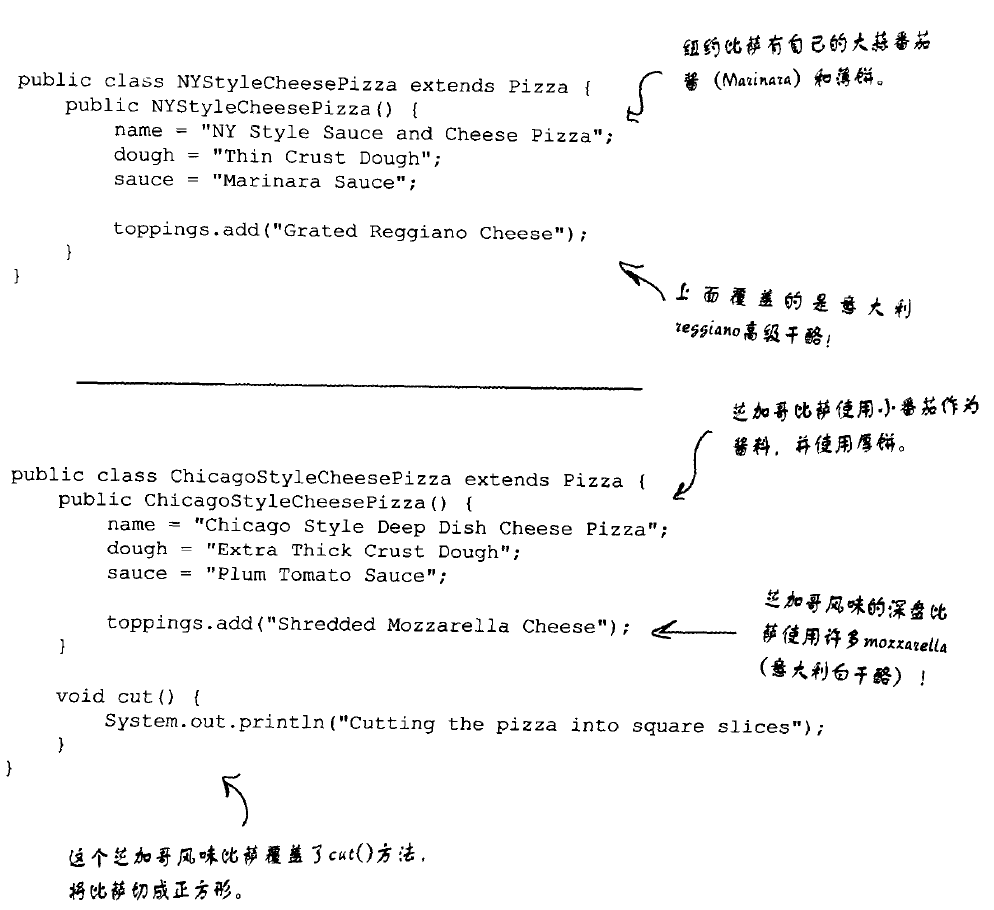 纽约比萨有自己的大蒜番茄
酱（Marinara）和薄饼。
public class NYStyleCheesePizza extends Pizza {
    public NYStyleCheesePizza() {
        name = "NY Style Sauce and Cheese Pizza";
        dough = "Thin Crust Dough";
        sauce = "Marinara Sauce";
        toppings.add("Grated Reggiano Cheese");
    }
}
上面覆盖的是意大利
reggiano高级干酪！
芝加哥比萨使用小番茄作为
酱料，并使用厚饼。
public class ChicagoStyleCheesePizza extends Pizza {
    public ChicagoStyleCheesePizza() {
        name = "Chicago Style Deep Dish Cheese Pizza";
        dough = "Extra Thick Crust Dough";
        sauce = "Plum Tomato Sauce";
        toppings.add("Shredded Mozzarella Cheese");
    }
芝加哥风味的深盘比
萨使用许多mozzarella
（意大利白干酪）！
    void cut() {
        System.out.println("Cutting the pizza into square slices");
    }
}
这个芝加哥风味比萨覆盖了cut()方法，
将比萨切成正方形。